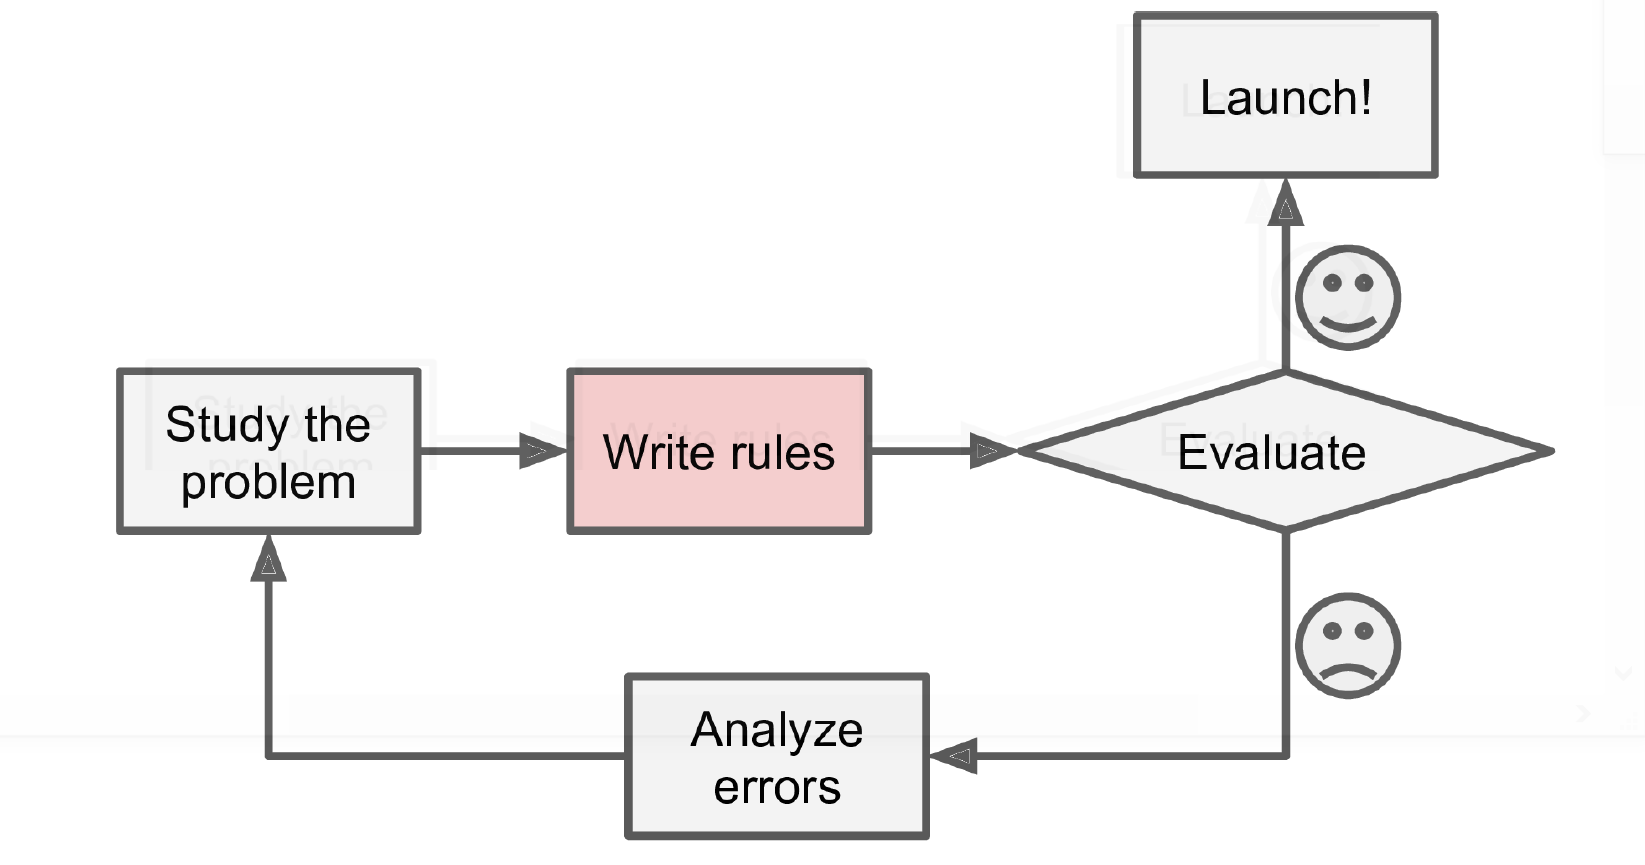 Launch!
Study the
problem
Write rules
Evaluate
Analyze
errors